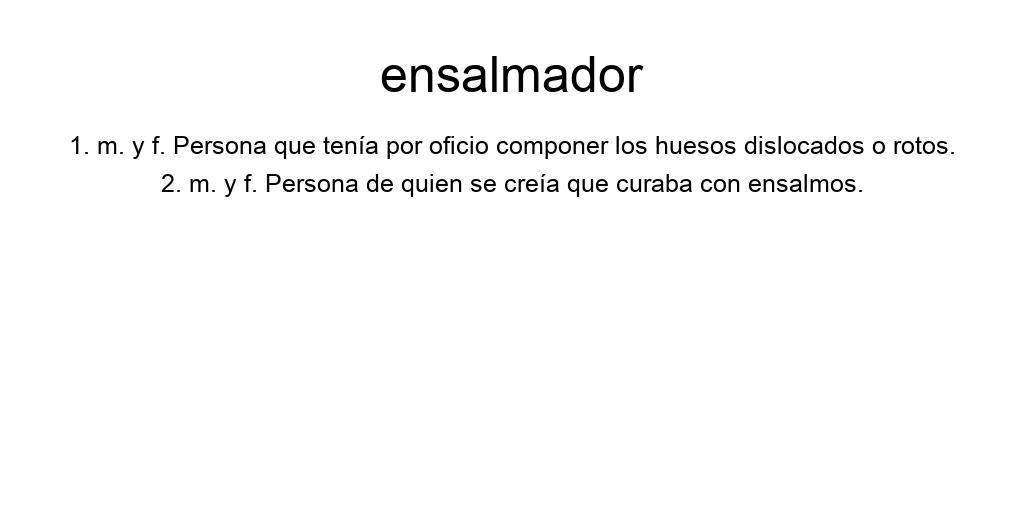 ensalmador
1. m. y f. Persona que tenía por oficio componer los huesos dislocados o rotos.
2. m. y f. Persona de quien se creía que curaba con ensalmos.